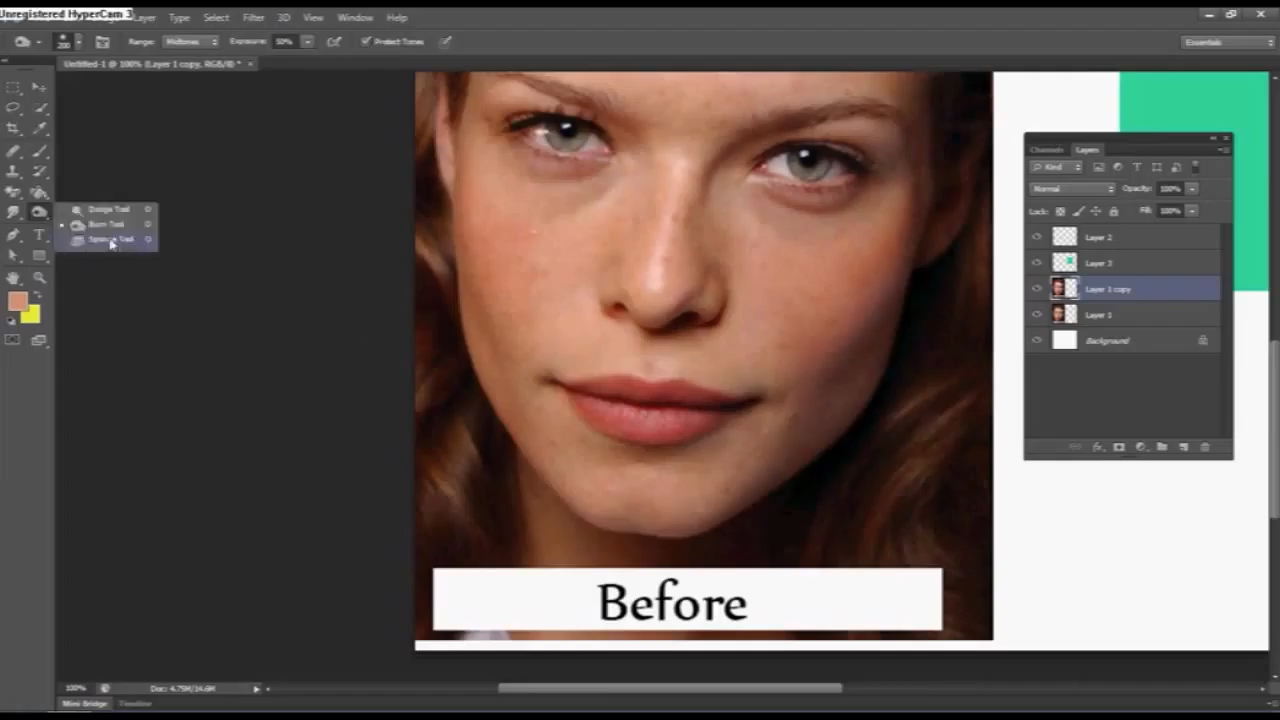 Unregistered HyperCam 3
Layer Type Select Filter 3D View Window Help
200 Range: Midtones Exposure: 50% Protect Tones Essentials
Untitled-1 @ 100% (Layer 1 copy, RGB/8) *
Dodge Tool O
Burn Tool O
Sponge Tool O
Channels Layers
Kind
Normal Opacity: 100%
Lock: Fill: 100%
Layer 2
Layer 3
Layer 1 copy
Layer 1
Background
Before
100% Doc: 4.75M/14.6M
Mini Bridge Timeline